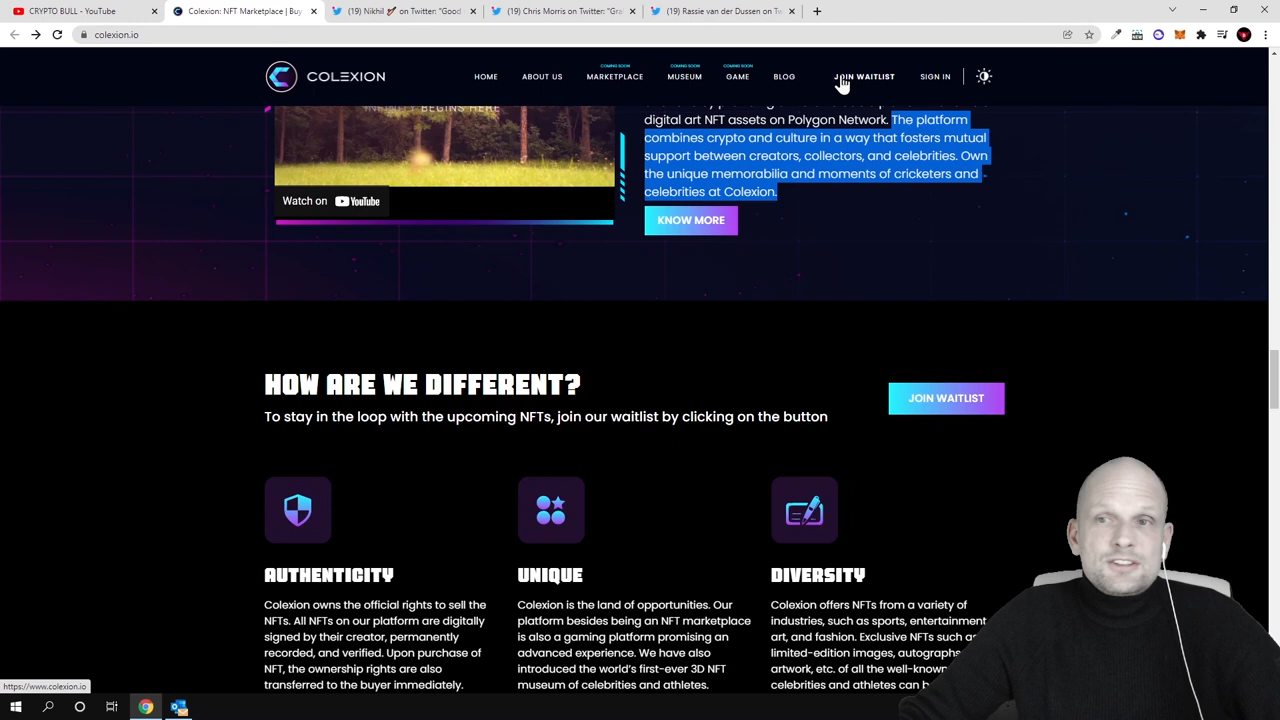 CRYPTO BULL - YouTube
Colexion: NFT Marketplace | Buy
(19) Nikhil 🚀 on Twitter: "Good
(19) Chris Morris on Twitter: "Gra
(19) Rassie van der Dussen on Tw
colexion.io
COLEXION
HOME
ABOUT US
COMING SOON
MARKETPLACE
COMING SOON
MUSEUM
COMING SOON
GAME
BLOG
JOIN WAITLIST
SIGN IN
INFINITY BEGINS HERE
Watch on YouTube
digital art NFT assets on Polygon Network. The platform
combines crypto and culture in a way that fosters mutual
support between creators, collectors, and celebrities. Own
the unique memorabilia and moments of cricketers and
celebrities at Colexion.
KNOW MORE
HOW ARE WE DIFFERENT?
To stay in the loop with the upcoming NFTs, join our waitlist by clicking on the button
JOIN WAITLIST
AUTHENTICITY
Colexion owns the official rights to sell the
NFTs. All NFTs on our platform are digitally
signed by their creator, permanently
recorded, and verified. Upon purchase of
NFT, the ownership rights are also
transferred to the buyer immediately.
UNIQUE
Colexion is the land of opportunities. Our
platform besides being an NFT marketplace
is also a gaming platform promising an
advanced experience. We have also
introduced the world's first-ever 3D NFT
museum of celebrities and athletes.
DIVERSITY
Colexion offers NFTs from a variety of
industries, such as sports, entertainment
art, and fashion. Exclusive NFTs such as
limited-edition images, autographs
artwork, etc. of all the well-known
celebrities and athletes can b
https://www.colexion.io